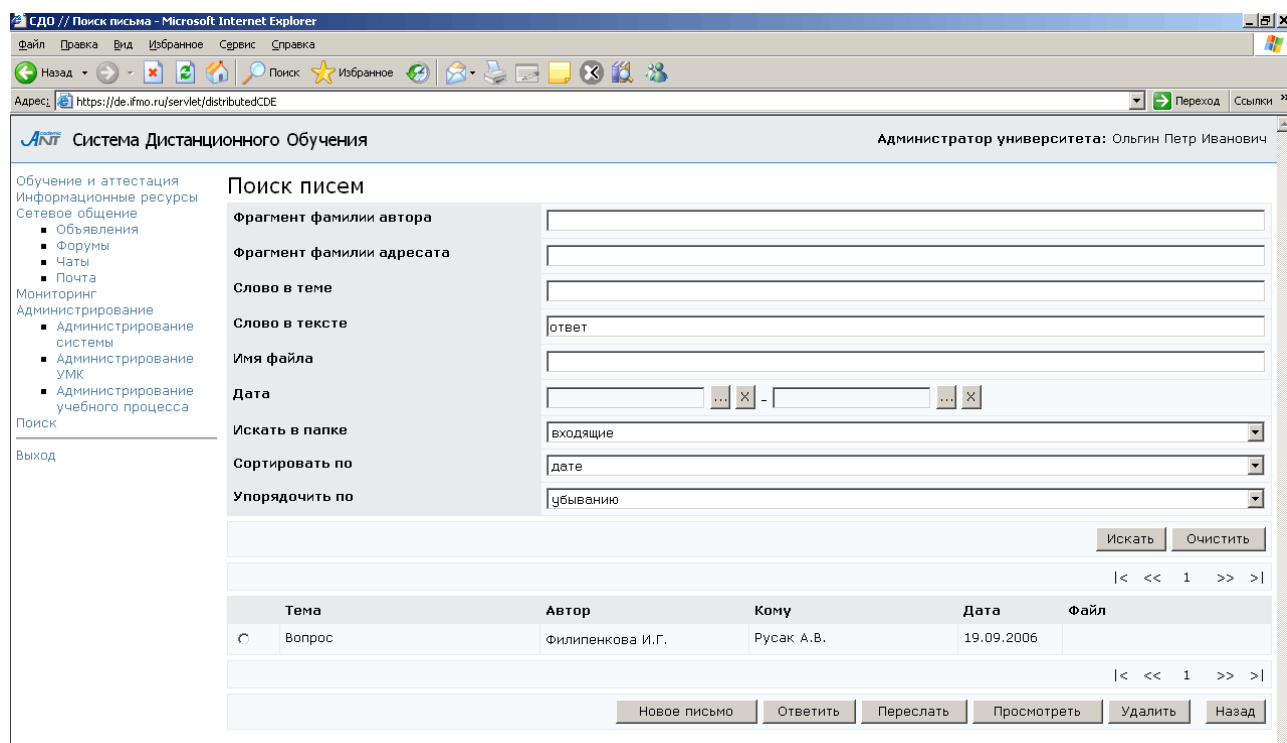 СДО // Поиск письма - Microsoft Internet Explorer
Файл Правка Вид Избранное Сервис Справка
Назад Поиск Избранное
Адрес: https://de.ifmo.ru/servlet/distributedCDE Переход Ссылки »
Academic ANT Система Дистанционного Обучения Администратор университета: Ольгин Петр Иванович
Обучение и аттестация
Информационные ресурсы
Сетевое общение
Объявления
Форумы
Чаты
Почта
Мониторинг
Администрирование
Администрирование
системы
Администрирование
УМК
Администрирование
учебного процесса
Поиск
Выход
Поиск писем
Фрагмент фамилии автора
Фрагмент фамилии адресата
Слово в теме
Слово в тексте ответ
Имя файла
Дата ... X - ... X
Искать в папке входящие
Сортировать по дате
Упорядочить по убыванию
Искать Очистить
|< << 1 >> >|
Тема Автор Кому Дата Файл
Вопрос Филипенкова И.Г. Русак А.В. 19.09.2006
|< << 1 >> >|
Новое письмо Ответить Переслать Просмотреть Удалить Назад